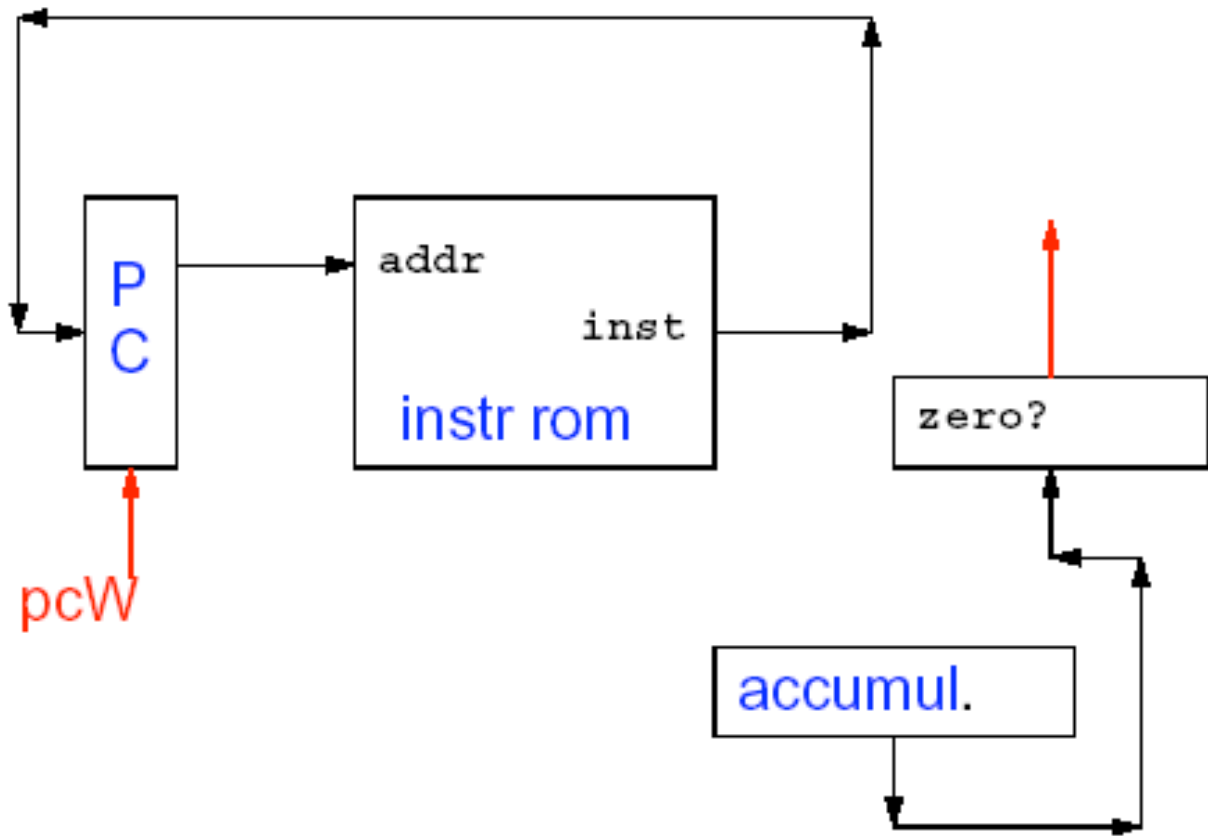 P
C
addr
inst
instr rom
zero?
pcW
accumul.